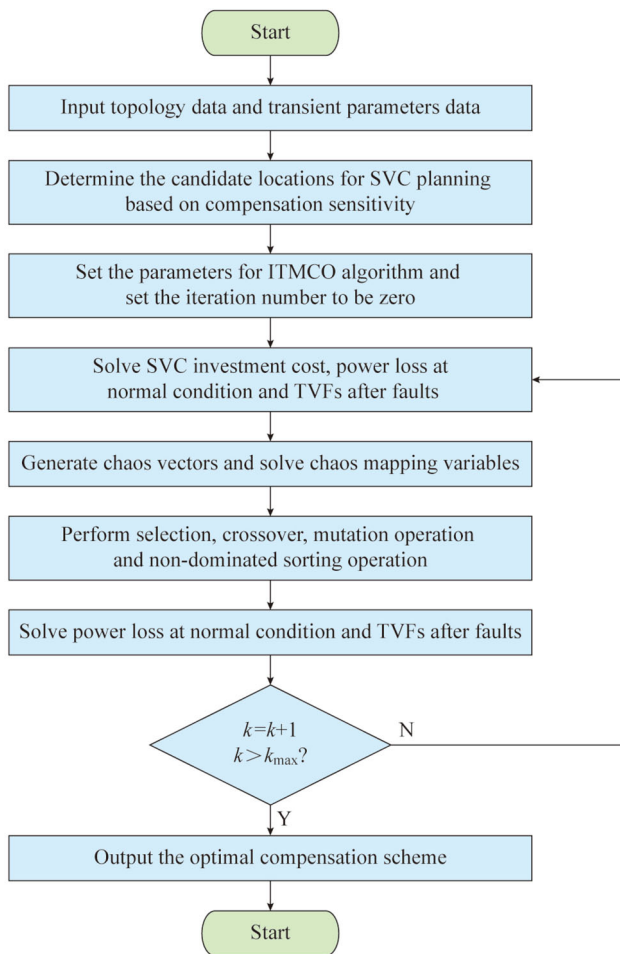 Start
Input topology data and transient parameters data
Determine the candidate locations for SVC planning
based on compensation sensitivity
Set the parameters for ITMCO algorithm and
set the iteration number to be zero
Solve SVC investment cost, power loss at
normal condition and TVFs after faults
Generate chaos vectors and solve chaos mapping variables
Perform selection, crossover, mutation operation
and non-dominated sorting operation
Solve power loss at normal condition and TVFs after faults
k=k+1
k>kmax?
N
Y
Output the optimal compensation scheme
Start